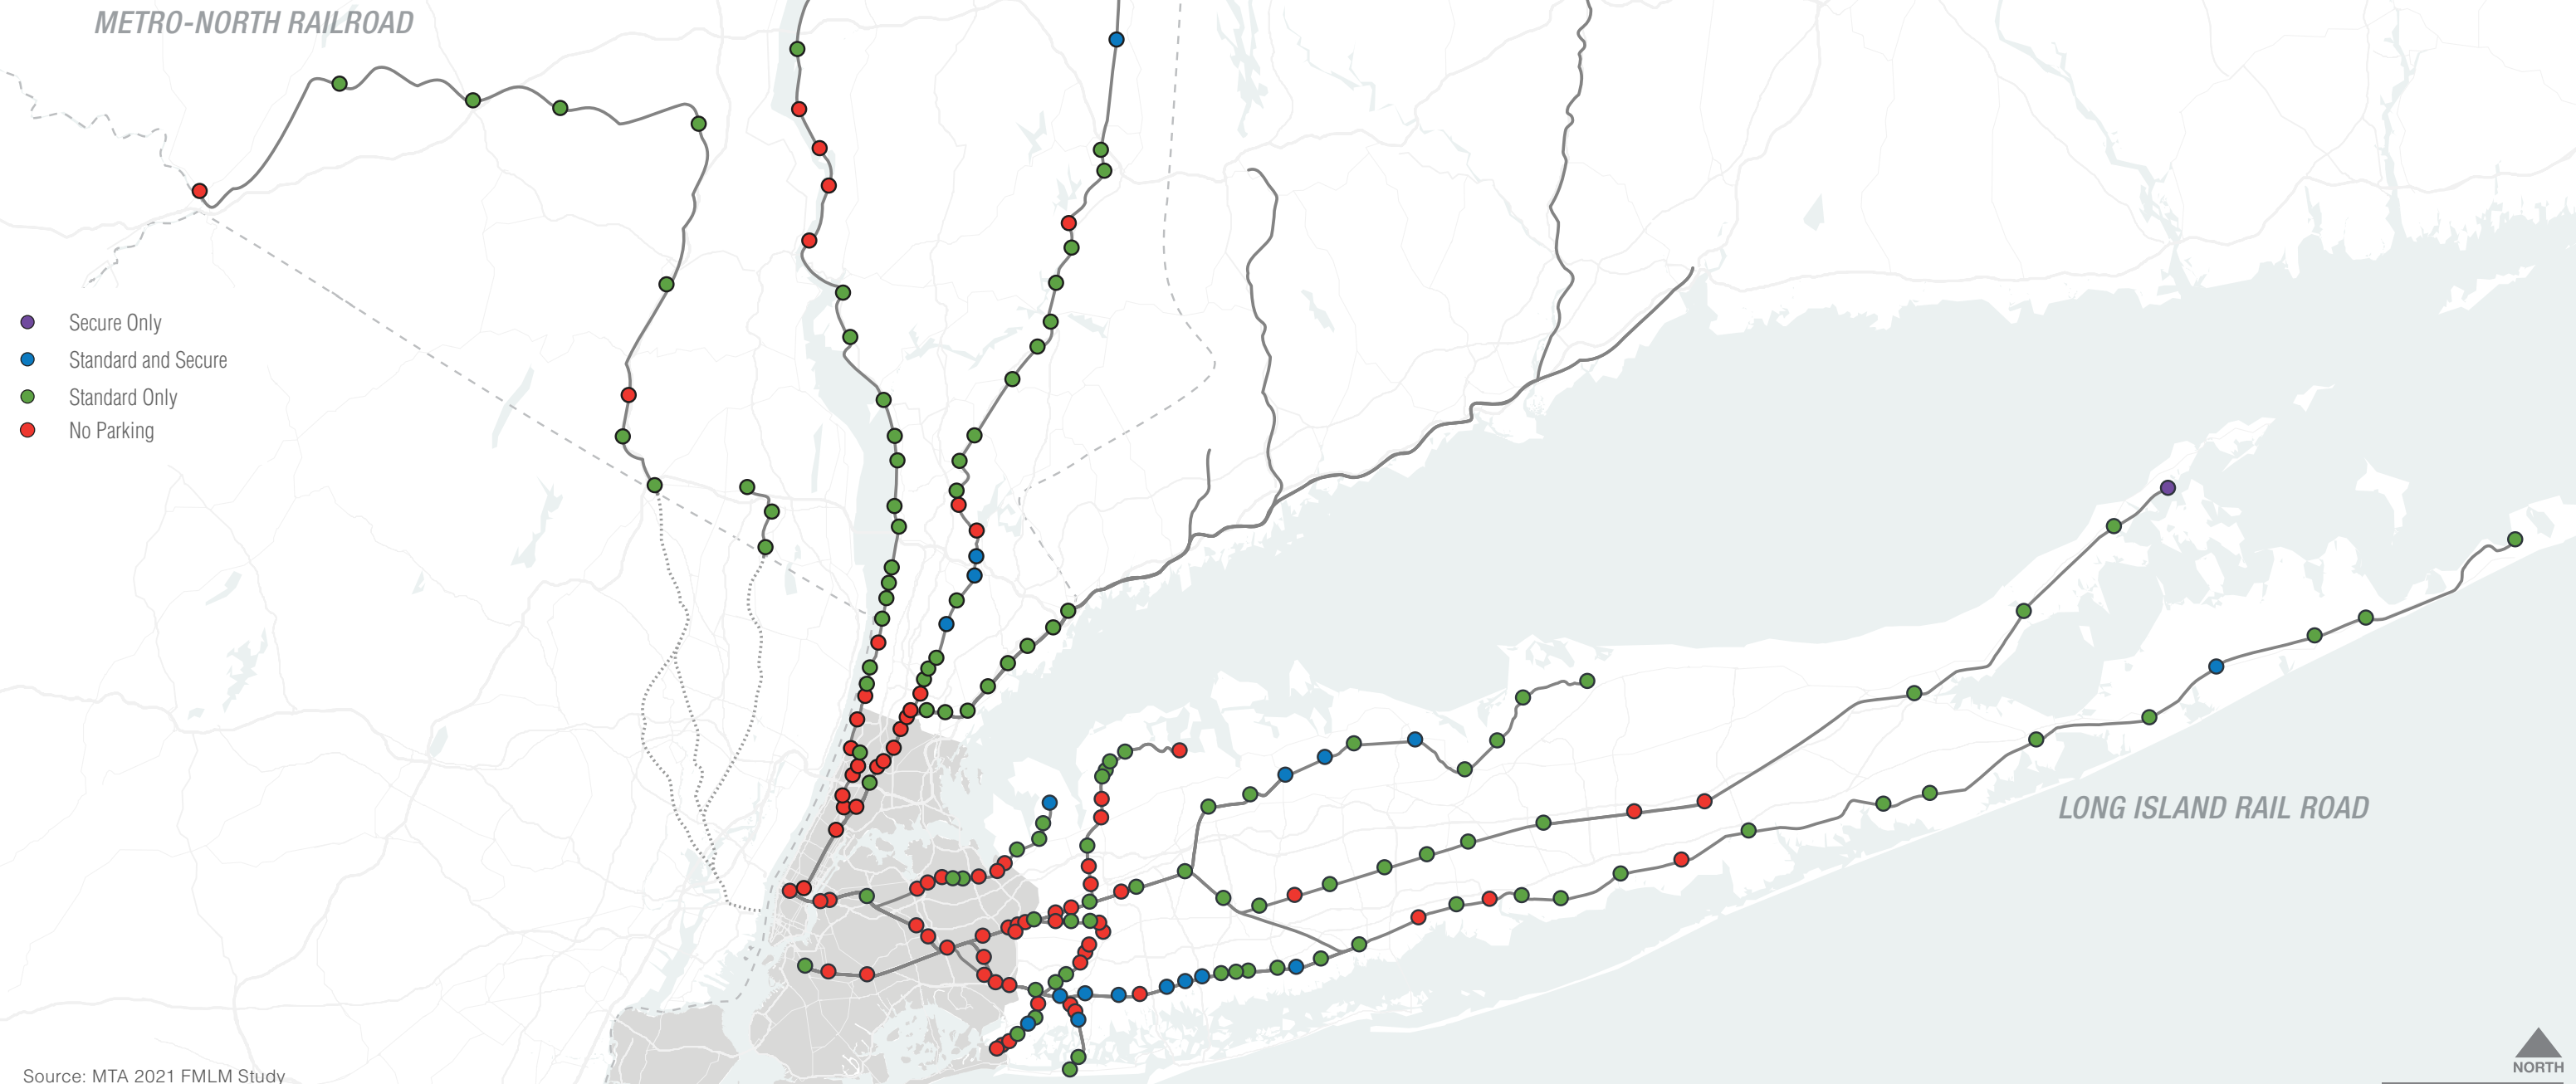 METRO-NORTH RAILROAD
Secure Only
Standard and Secure
Standard Only
No Parking
LONG ISLAND RAIL ROAD
Source: MTA 2021 FMLM Study
NORTH